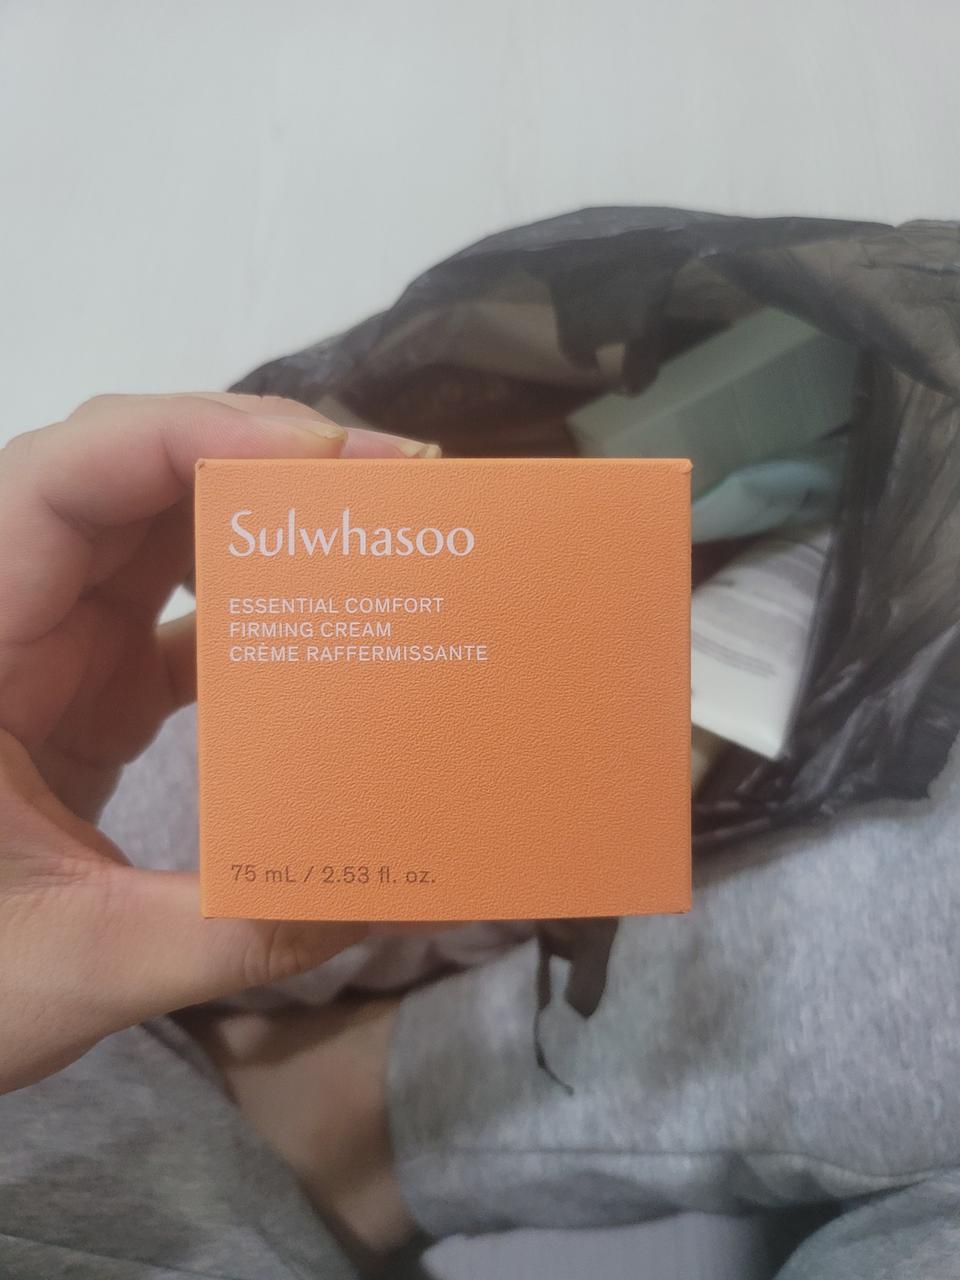 Sulwhasoo
ESSENTIAL COMFORT
FIRMING CREAM
CRÈME RAFFERMISSANTE
75 mL / 2.53 fl. oz.